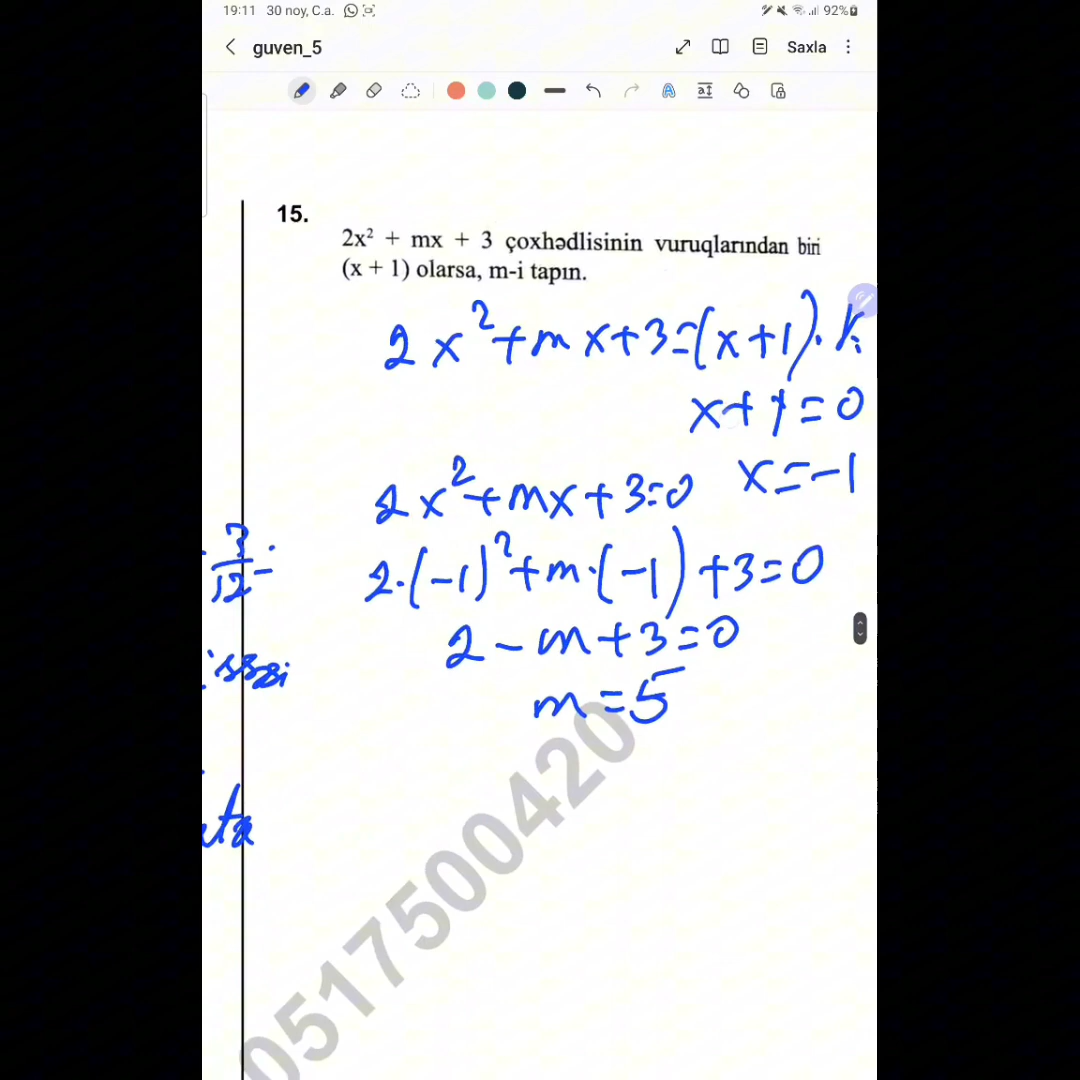 19:11 30 noy, C.a. 92%
guven_5 Saxla
15.
2x² + mx + 3 çoxhədlisinin vuruqlarından biri
(x + 1) olarsa, m-i tapın.
2x²+mx+3=(x+1).k
x+1=0
x=-1
2x²+mx+3=0
2·(-1)²+m·(-1)+3=0
2-m+3=0
m=5
0517500420